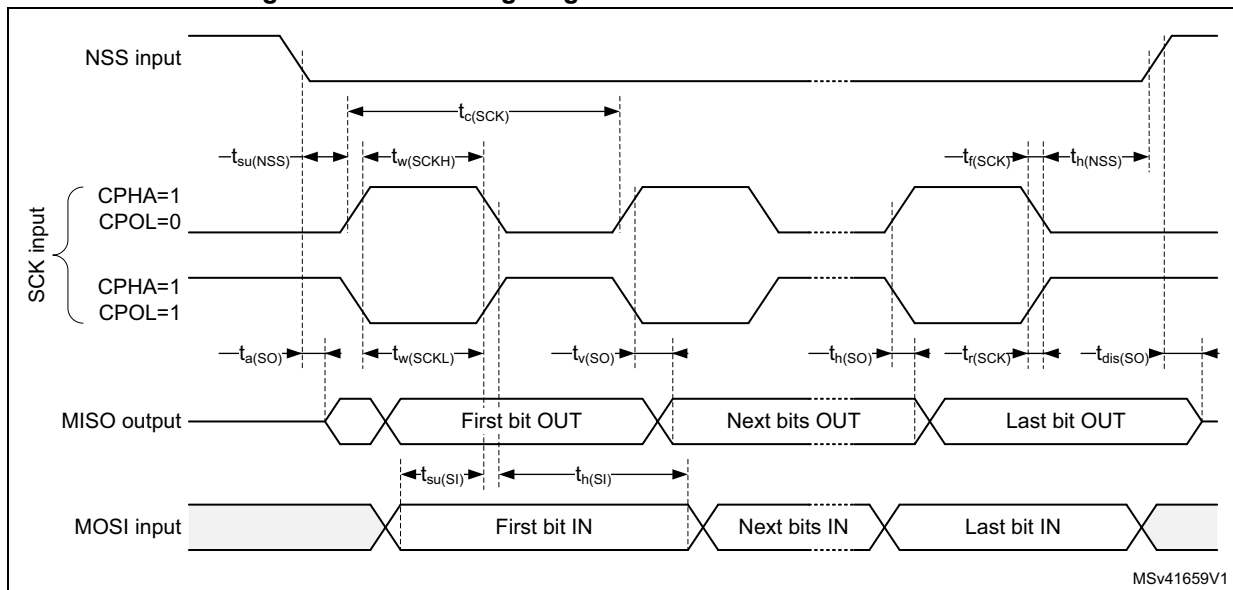 NSS input
tc(SCK)
tsu(NSS)
tw(SCKH)
tf(SCK)
th(NSS)
SCK input
CPHA=1
CPOL=0
CPHA=1
CPOL=1
ta(SO)
tw(SCKL)
tv(SO)
th(SO)
tr(SCK)
tdis(SO)
MISO output
First bit OUT
Next bits OUT
Last bit OUT
tsu(SI)
th(SI)
MOSI input
First bit IN
Next bits IN
Last bit IN
MSv41659V1